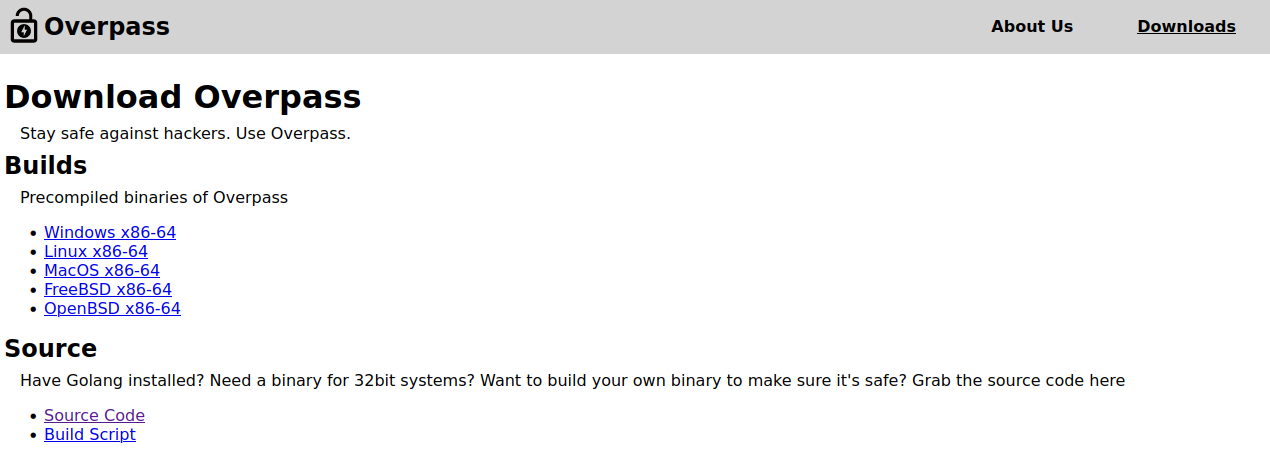 Overpass
About Us
Downloads
Download Overpass
Stay safe against hackers. Use Overpass.
Builds
Precompiled binaries of Overpass
Windows x86-64
Linux x86-64
MacOS x86-64
FreeBSD x86-64
OpenBSD x86-64
Source
Have Golang installed? Need a binary for 32bit systems? Want to build your own binary to make sure it's safe? Grab the source code here
Source Code
Build Script